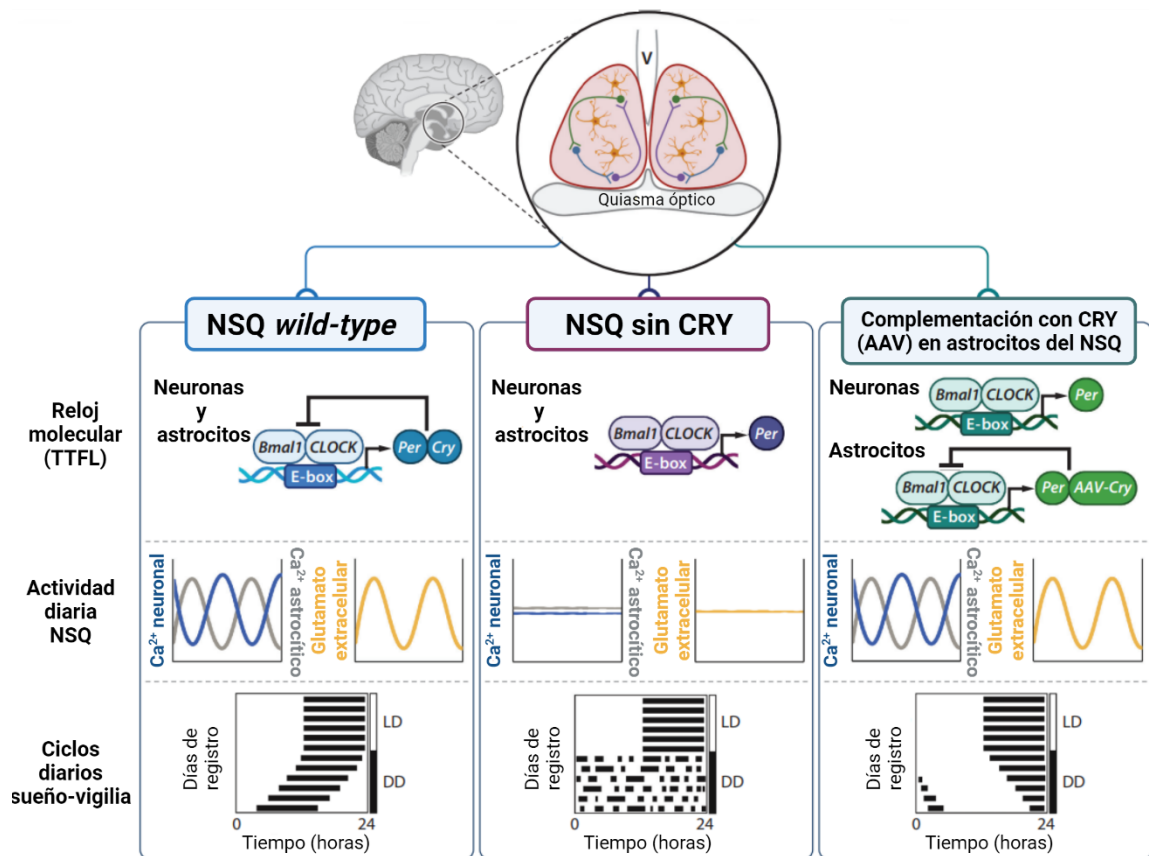 V
Quiasma óptico
NSQ wild-type
NSQ sin CRY
Complementación con CRY
(AAV) en astrocitos del NSQ
Reloj
molecular
(TTFL)
Neuronas
y
astrocitos
Bmal1 CLOCK
E-box
Per Cry
Neuronas
y
astrocitos
Bmal1 CLOCK
E-box
Per
Neuronas
Bmal1 CLOCK
E-box
Per
Astrocitos
Bmal1 CLOCK
E-box
Per AAV-Cry
Actividad
diaria
NSQ
Ca²⁺ neuronal
Ca²⁺ astrocítico
Glutamato
extracelular
Ca²⁺ neuronal
Ca²⁺ astrocítico
Glutamato
extracelular
Ca²⁺ neuronal
Ca²⁺ astrocítico
Glutamato
extracelular
Ciclos
diarios
sueño-vigilia
Días de
registro
LD
DD
0 24
Tiempo (horas)
Días de
registro
LD
DD
0 24
Tiempo (horas)
Días de
registro
LD
DD
0 24
Tiempo (horas)